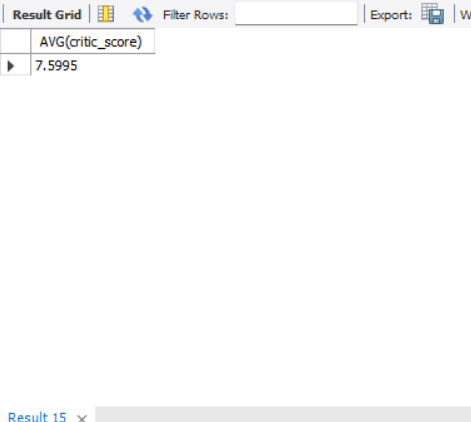 Result Grid Filter Rows: Export: W
AVG(critic_score)
7.5995
Result 15